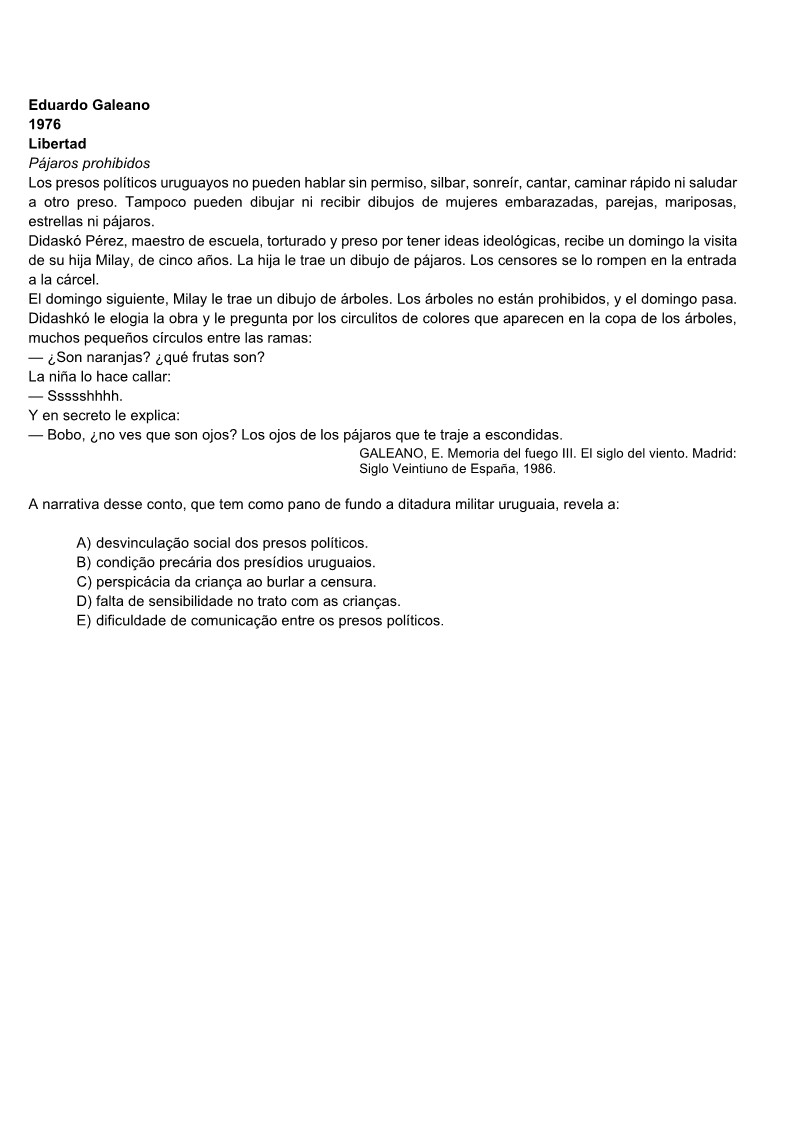 Eduardo Galeano
1976
Libertad
Pájaros prohibidos
Los presos políticos uruguayos no pueden hablar sin permiso, silbar, sonreír, cantar, caminar rápido ni saludar
a otro preso. Tampoco pueden dibujar ni recibir dibujos de mujeres embarazadas, parejas, mariposas,
estrellas ni pájaros.
Didaskó Pérez, maestro de escuela, torturado y preso por tener ideas ideológicas, recibe un domingo la visita
de su hija Milay, de cinco años. La hija le trae un dibujo de pájaros. Los censores se lo rompen en la entrada
a la cárcel.
El domingo siguiente, Milay le trae un dibujo de árboles. Los árboles no están prohibidos, y el domingo pasa.
Didashkó le elogia la obra y le pregunta por los circulitos de colores que aparecen en la copa de los árboles,
muchos pequeños círculos entre las ramas:
— ¿Son naranjas? ¿qué frutas son?
La niña lo hace callar:
— Ssssshhhh.
Y en secreto le explica:
— Bobo, ¿no ves que son ojos? Los ojos de los pájaros que te traje a escondidas.
GALEANO, E. Memoria del fuego III. El siglo del viento. Madrid:
Siglo Veintiuno de España, 1986.
A narrativa desse conto, que tem como pano de fundo a ditadura militar uruguaia, revela a:
A) desvinculação social dos presos políticos.
B) condição precária dos presídios uruguaios.
C) perspicácia da criança ao burlar a censura.
D) falta de sensibilidade no trato com as crianças.
E) dificuldade de comunicação entre os presos políticos.